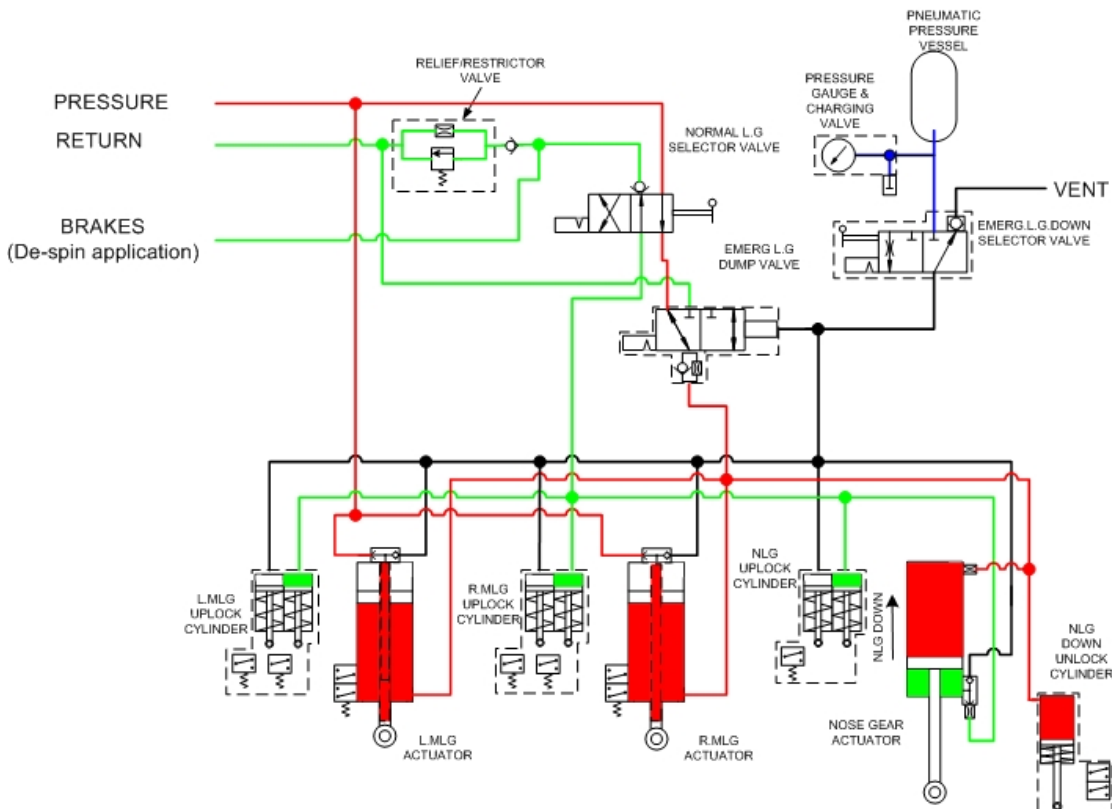 PNEUMATIC
PRESSURE
VESSEL
RELIEF/RESTRICTOR
VALVE
PRESSURE
GAUGE &
CHARGING
VALVE
PRESSURE
RETURN
NORMAL L.G
SELECTOR VALVE
VENT
BRAKES
(De-spin application)
EMERG L.G
DUMP VALVE
EMERG.L.G.DOWN
SELECTOR VALVE
L.MLG
UPLOCK
CYLINDER
R.MLG
UPLOCK
CYLINDER
NLG
UPLOCK
CYLINDER
NLG DOWN
NLG
DOWN
UNLOCK
CYLINDER
L.MLG
ACTUATOR
R.MLG
ACTUATOR
NOSE GEAR
ACTUATOR